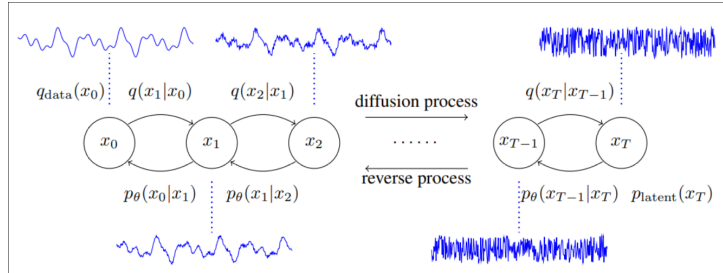 q_data(x_0) q(x_1|x_0) q(x_2|x_1) q(x_T|x_{T-1})
diffusion process
x_0 x_1 x_2 ...... x_{T-1} x_T
reverse process
p_θ(x_0|x_1) p_θ(x_1|x_2) p_θ(x_{T-1}|x_T) p_latent(x_T)